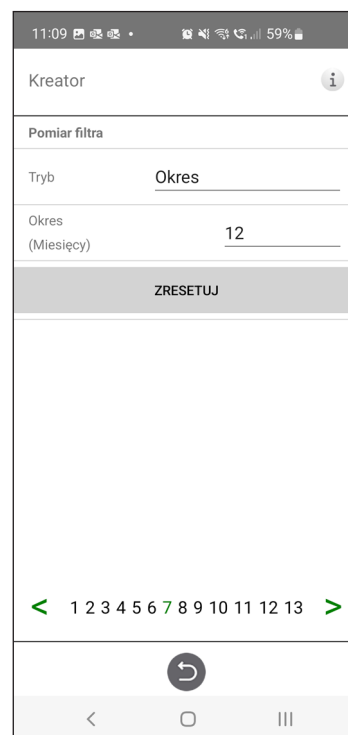 11:09 59%
Kreator
i
Pomiar filtra
Tryb Okres
Okres
(Miesięcy) 12
ZRESETUJ
< 1 2 3 4 5 6 7 8 9 10 11 12 13 >